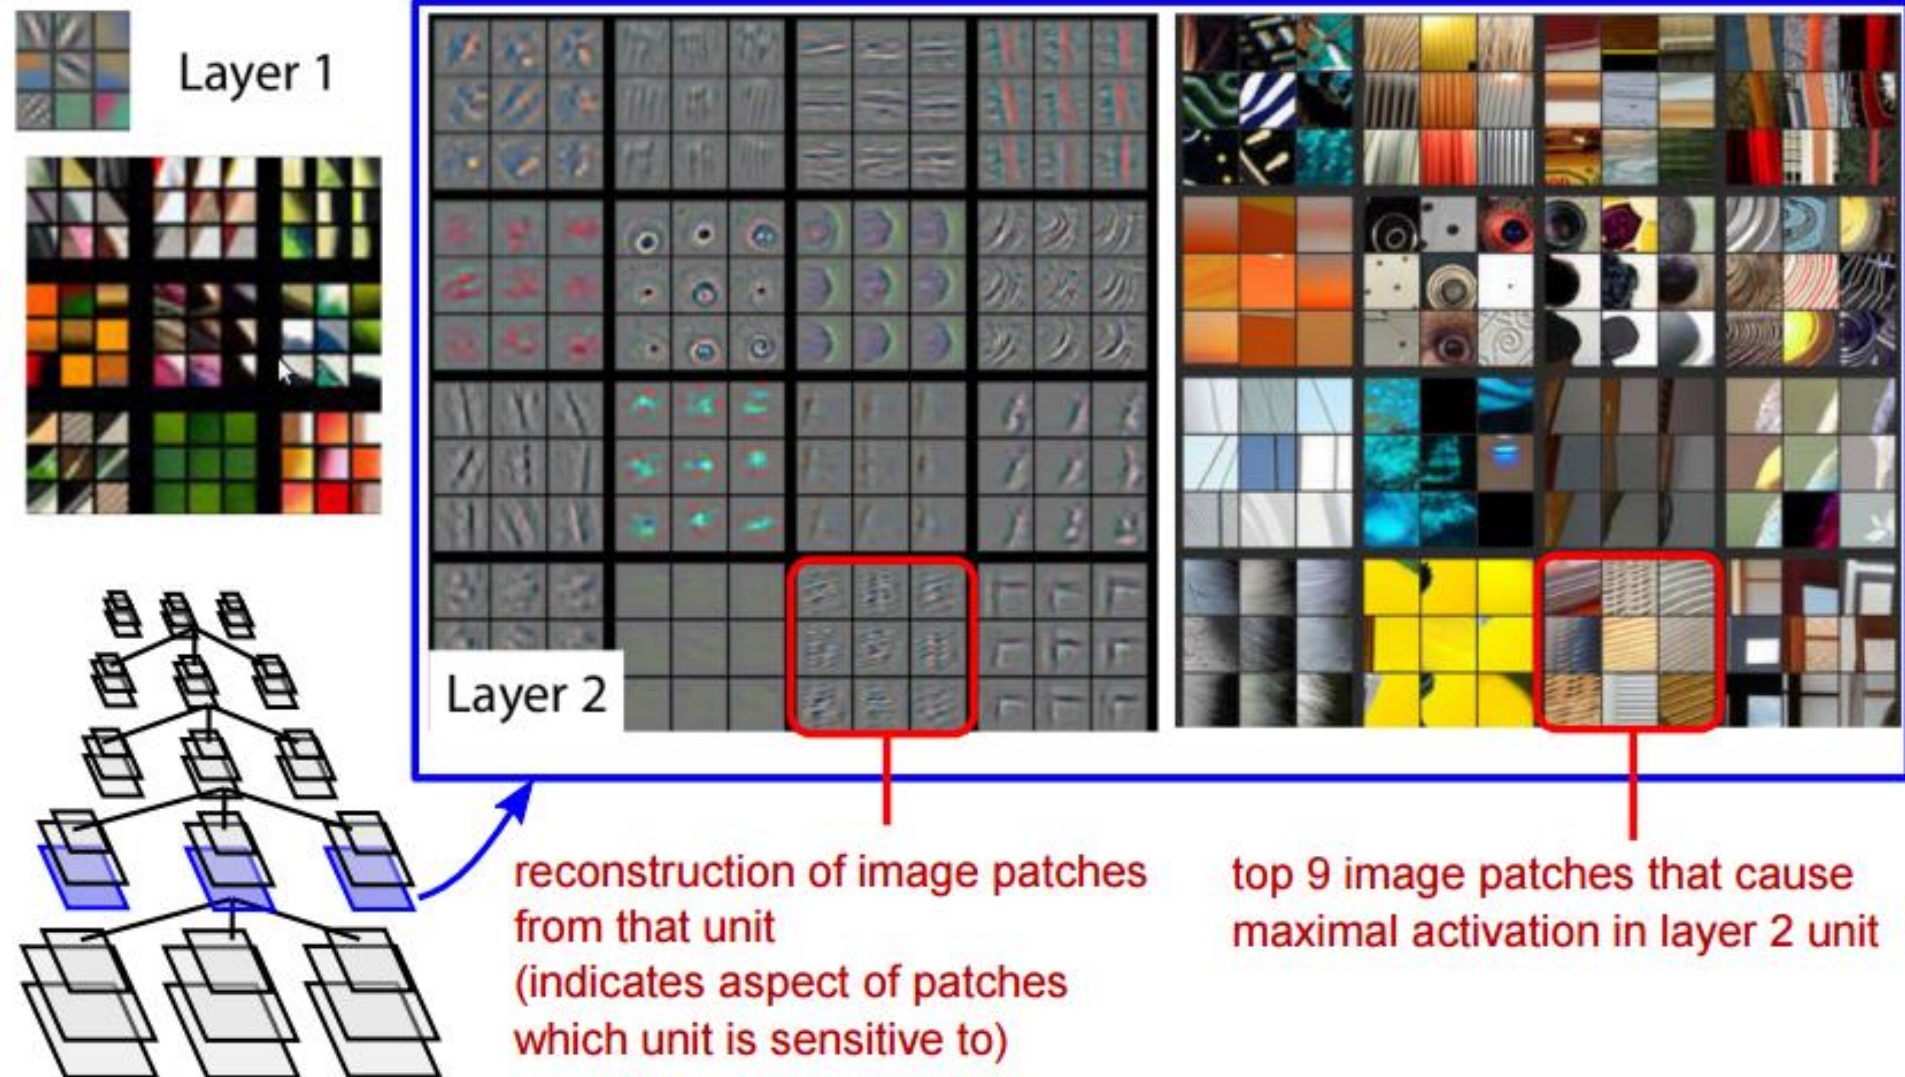 Layer 1
Layer 2
reconstruction of image patches
from that unit
(indicates aspect of patches
which unit is sensitive to)
top 9 image patches that cause
maximal activation in layer 2 unit